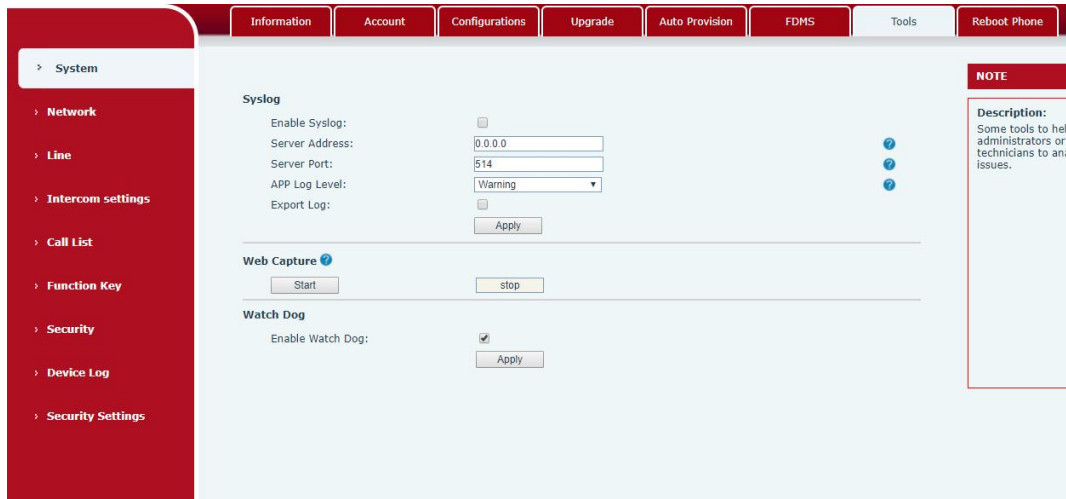 Information Account Configurations Upgrade Auto Provision FDMS Tools Reboot Phone
System
Network
Line
Intercom settings
Call List
Function Key
Security
Device Log
Security Settings
Syslog
Enable Syslog:
Server Address: 0.0.0.0 ?
Server Port: 514 ?
APP Log Level: Warning ?
Export Log:
Apply
Web Capture ?
Start stop
Watch Dog
Enable Watch Dog:
Apply
NOTE
Description:
Some tools to hel
administrators or
technicians to ana
issues.